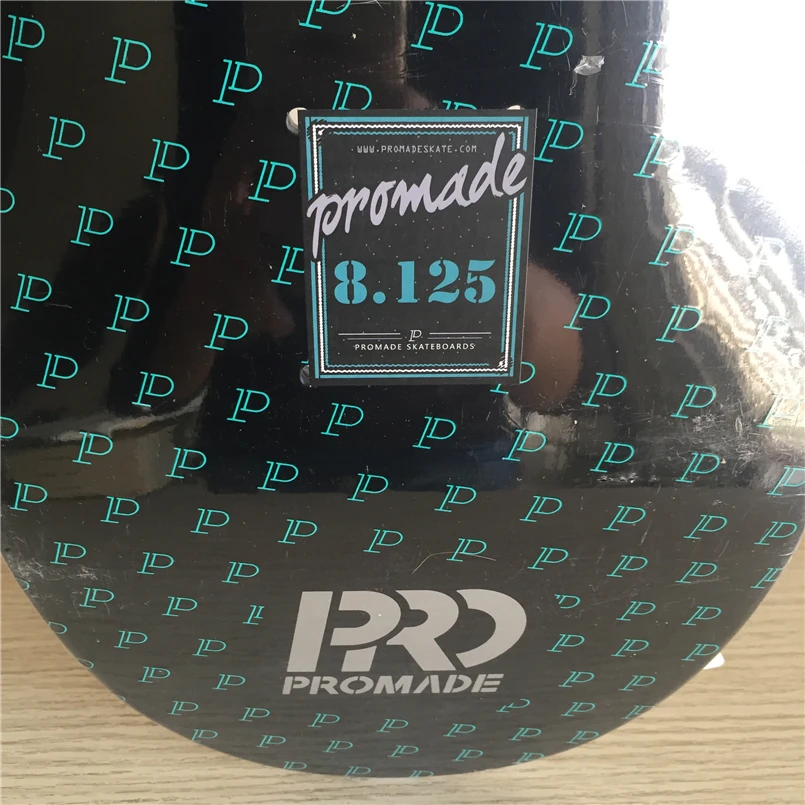 WWW.PROMADESKATE.COM
promade
8.125
P
PROMADE SKATEBOARDS
PRO
PROMADE